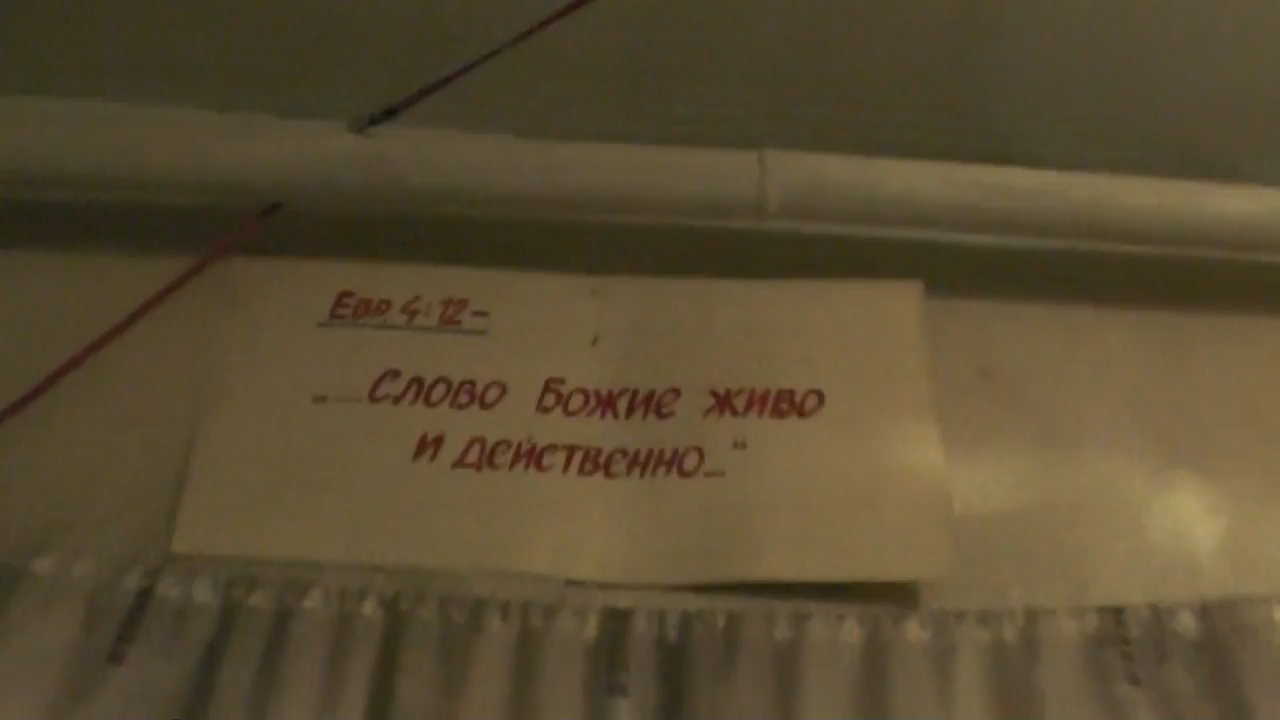 Евр. 4:12-
„...Слово Божие живо
и действенно..."